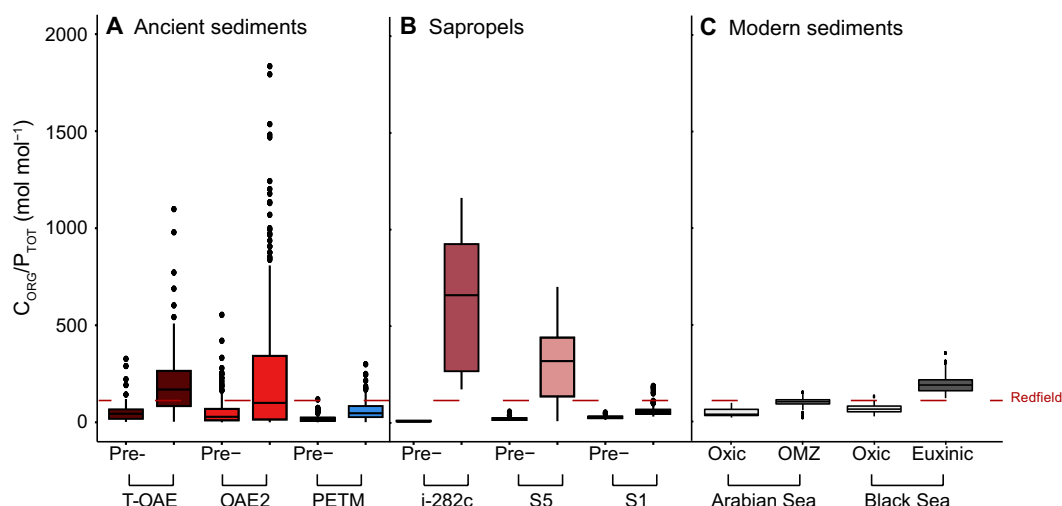 A Ancient sediments
B Sapropels
C Modern sediments
2000
1500
1000
500
0
C_ORG/P_TOT (mol mol⁻¹)
Redfield
Pre-
Pre−
Pre−
Pre−
Pre−
Pre−
Oxic
OMZ
Oxic
Euxinic
T-OAE
OAE2
PETM
i-282c
S5
S1
Arabian Sea
Black Sea